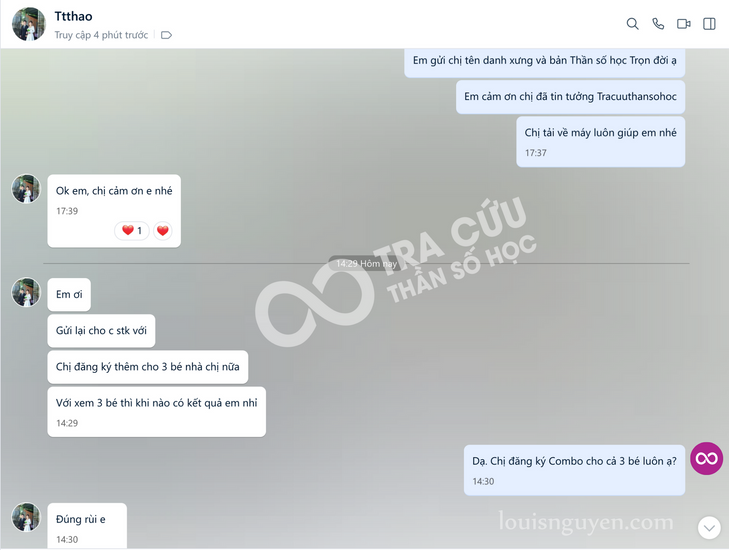 Ttthao
Truy cập 4 phút trước
Em gửi chị tên danh xưng và bản Thần số học Trọn đời ạ
Em cảm ơn chị đã tin tưởng Tracuuthansohoc
Chị tải về máy luôn giúp em nhé
17:37
Ok em, chị cảm ơn e nhé
17:39
1
TRA CỨU
THẦN SỐ HỌC
14:29 Hôm nay
Em ơi
Gửi lại cho c stk với
Chị đăng ký thêm cho 3 bé nhà chị nữa
Với xem 3 bé thì khi nào có kết quả em nhỉ
14:29
Dạ. Chị đăng ký Combo cho cả 3 bé luôn ạ?
14:30
Đúng rùi e
14:30
louisnguyen.com